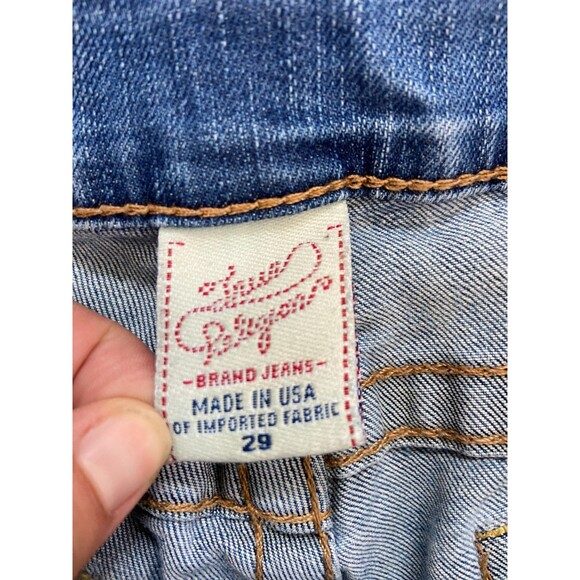 True
Religion
-BRAND JEANS-
MADE IN USA
OF IMPORTED FABRIC
29